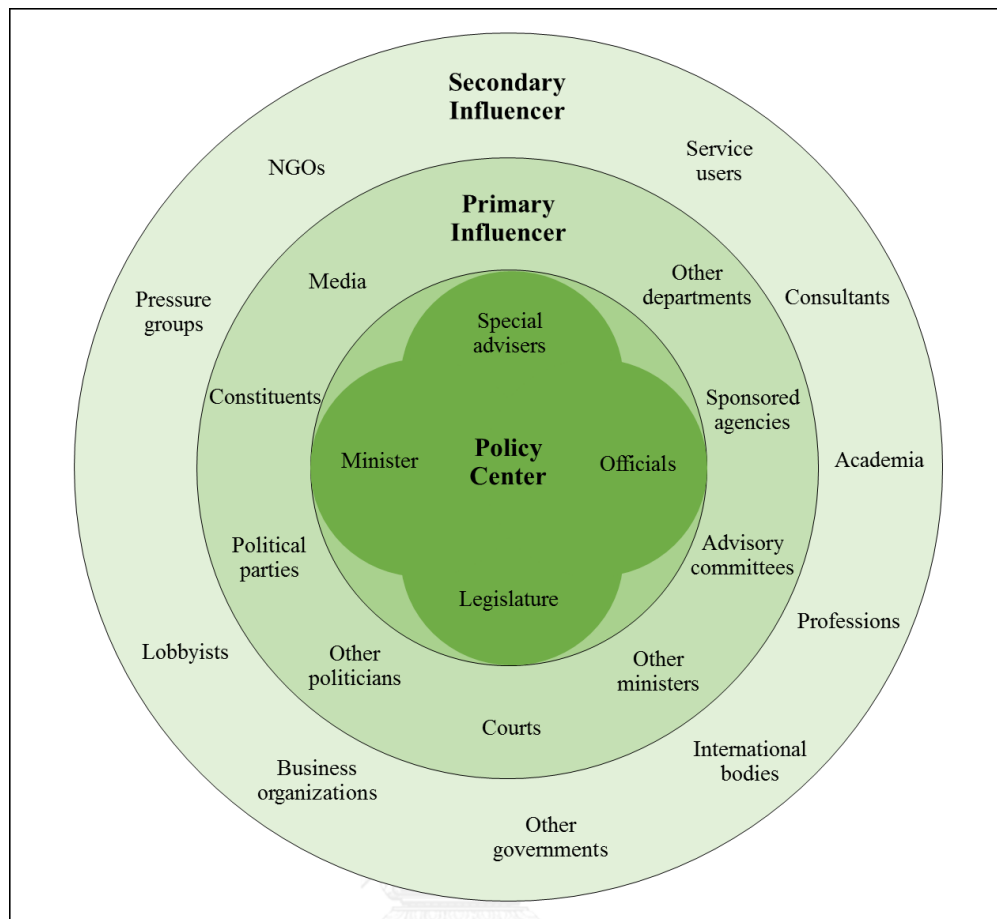 Secondary
Influencer
NGOs
Service
users
Pressure
groups
Consultants
Academia
Professions
International
bodies
Other
governments
Business
organizations
Lobbyists
Primary
Influencer
Media
Other
departments
Constituents
Sponsored
agencies
Political
parties
Advisory
committees
Other
politicians
Other
ministers
Courts
Special
advisers
Minister
Policy
Center
Officials
Legislature